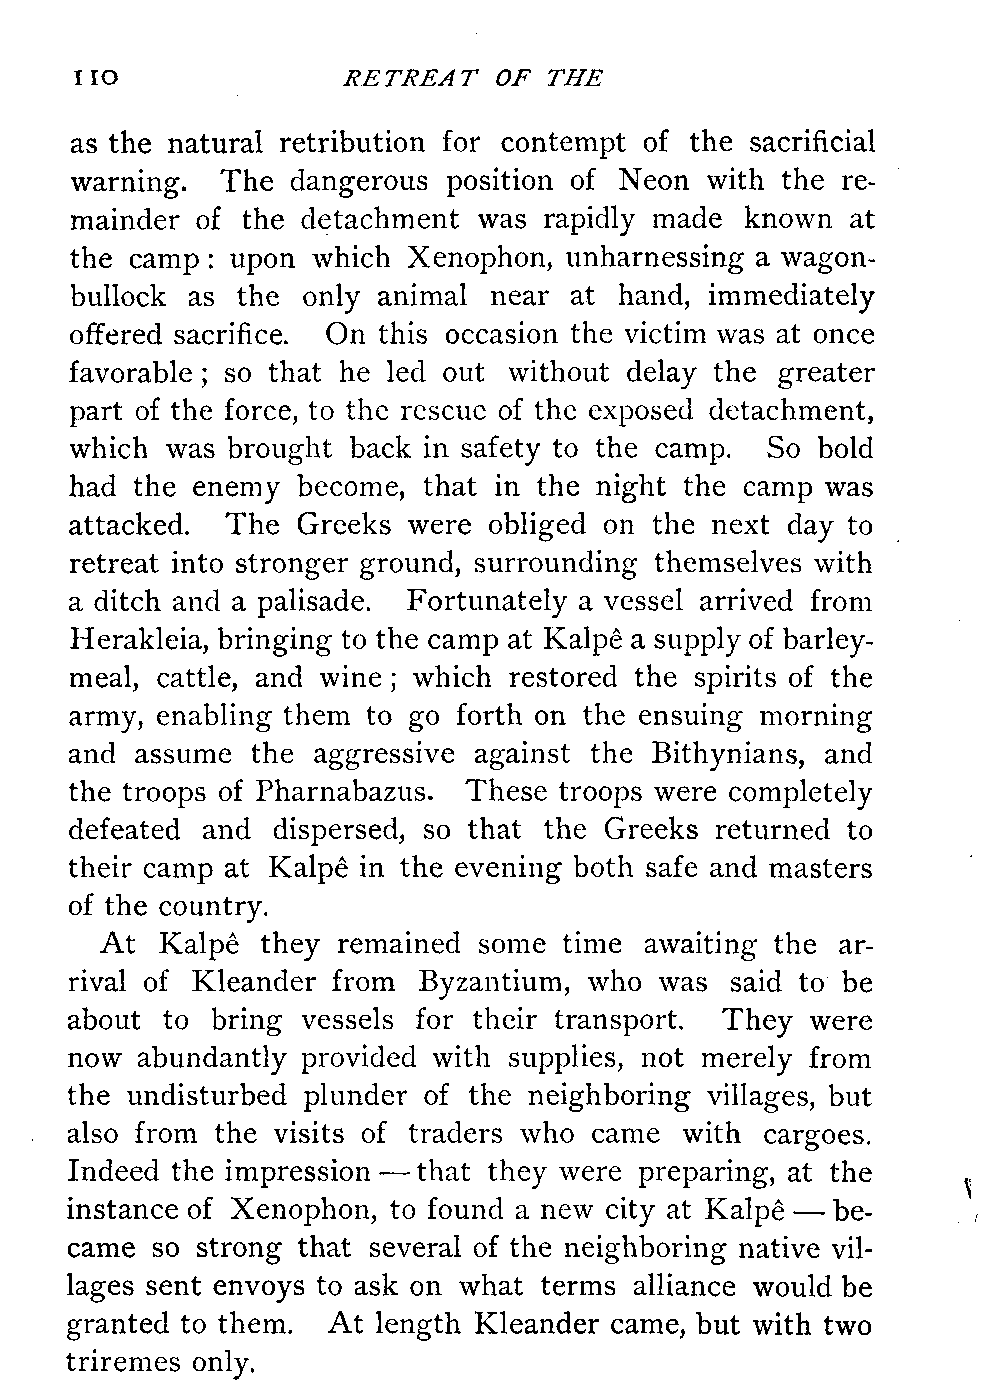 110 RETREAT OF THE
as the natural retribution for contempt of the sacrificial
warning. The dangerous position of Neon with the re-
mainder of the detachment was rapidly made known at
the camp : upon which Xenophon, unharnessing a wagon-
bullock as the only animal near at hand, immediately
offered sacrifice. On this occasion the victim was at once
favorable ; so that he led out without delay the greater
part of the force, to the rescue of the exposed detachment,
which was brought back in safety to the camp. So bold
had the enemy become, that in the night the camp was
attacked. The Greeks were obliged on the next day to
retreat into stronger ground, surrounding themselves with
a ditch and a palisade. Fortunately a vessel arrived from
Herakleia, bringing to the camp at Kalpê a supply of barley-
meal, cattle, and wine ; which restored the spirits of the
army, enabling them to go forth on the ensuing morning
and assume the aggressive against the Bithynians, and
the troops of Pharnabazus. These troops were completely
defeated and dispersed, so that the Greeks returned to
their camp at Kalpê in the evening both safe and masters
of the country.
At Kalpê they remained some time awaiting the ar-
rival of Kleander from Byzantium, who was said to be
about to bring vessels for their transport. They were
now abundantly provided with supplies, not merely from
the undisturbed plunder of the neighboring villages, but
also from the visits of traders who came with cargoes.
Indeed the impression — that they were preparing, at the
instance of Xenophon, to found a new city at Kalpê — be-
came so strong that several of the neighboring native vil-
lages sent envoys to ask on what terms alliance would be
granted to them. At length Kleander came, but with two
triremes only.